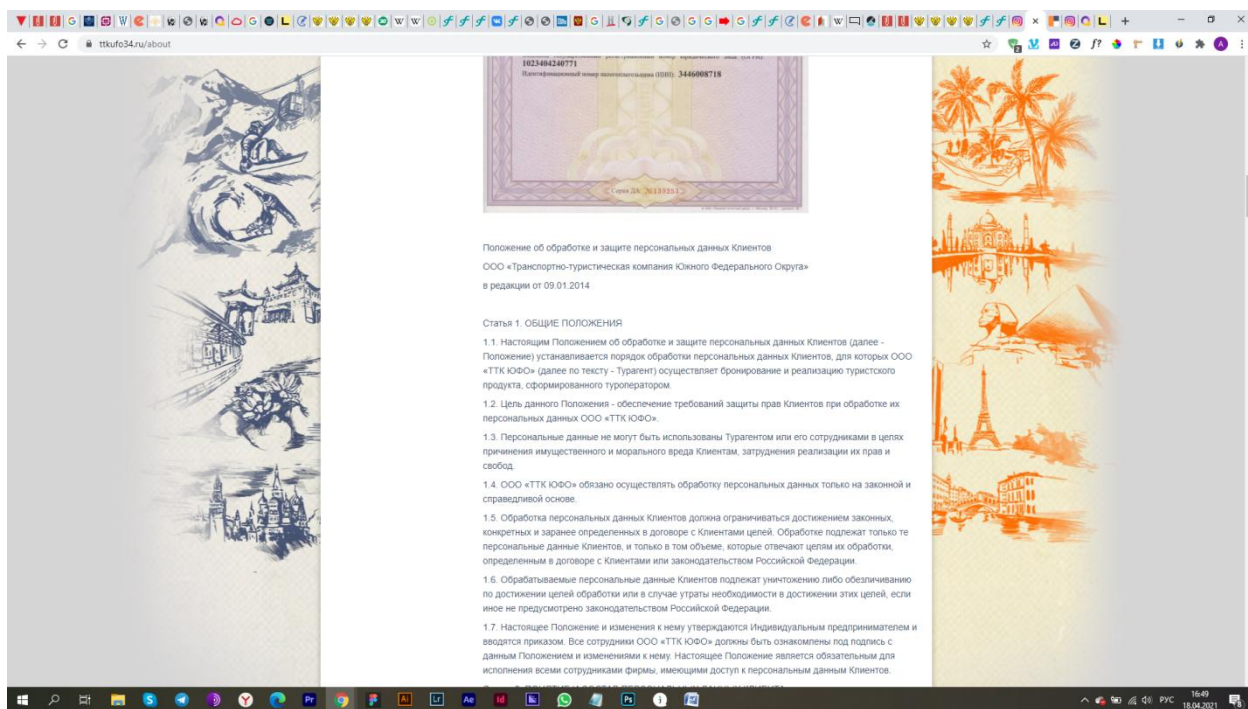 ttkufo34.ru/about
1023404240771
Идентификационный номер налогоплательщика (ИНН) 3446008718
Положение об обработке и защите персональных данных Клиентов
ООО «Транспортно-туристическая компания Южного Федерального Округа»
в редакции от 09.01.2014
Статья 1. ОБЩИЕ ПОЛОЖЕНИЯ
1.1. Настоящим Положением об обработке и защите персональных данных Клиентов (далее -
Положение) устанавливается порядок обработки персональных данных Клиентов, для которых ООО
«ТТК ЮФО» (далее по тексту - Турагент) осуществляет бронирование и реализацию туристского
продукта, сформированного туроператором.
1.2. Цель данного Положения - обеспечение требований защиты прав Клиентов при обработке их
персональных данных ООО «ТТК ЮФО».
1.3. Персональные данные не могут быть использованы Турагентом или его сотрудниками в целях
причинения имущественного и морального вреда Клиентам, затруднения реализации их прав и
свобод.
1.4. ООО «ТТК ЮФО» обязано осуществлять обработку персональных данных только на законной и
справедливой основе.
1.5. Обработка персональных данных Клиентов должна ограничиваться достижением законных,
конкретных и заранее определенных в договоре с Клиентами целей. Обработке подлежат только те
персональные данные Клиентов, и только в том объеме, которые отвечают целям их обработки,
определенным в договоре с Клиентами или законодательством Российской Федерации.
1.6. Обрабатываемые персональные данные Клиентов подлежат уничтожению либо обезличиванию
по достижении целей обработки или в случае утраты необходимости в достижении этих целей, если
иное не предусмотрено законодательством Российской Федерации.
1.7. Настоящее Положение и изменения к нему утверждаются Индивидуальным предпринимателем и
вводятся приказом. Все сотрудники ООО «ТТК ЮФО» должны быть ознакомлены под подпись с
данным Положением и изменениями к нему. Настоящее Положение является обязательным для
исполнения всеми сотрудниками фирмы, имеющими доступ к персональным данным Клиентов.
РУС
16:49
18.04.2021